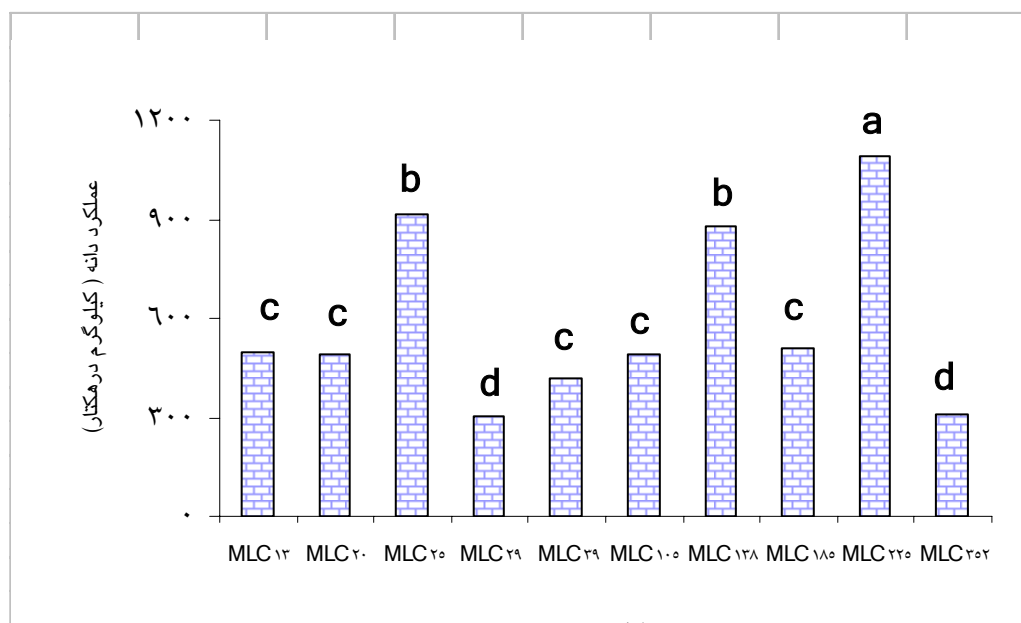 عملکرد دانه ( کیلوگرم درهکتار)
۱۲۰۰
۹۰۰
۶۰۰
۳۰۰
۰
c
c
b
d
c
c
b
c
a
d
MLC۱۳
MLC۲۰
MLC۲۵
MLC۲۹
MLC۳۹
MLC۱۰۵
MLC۱۳۸
MLC۱۸۵
MLC۲۲۵
MLC۳۵۲